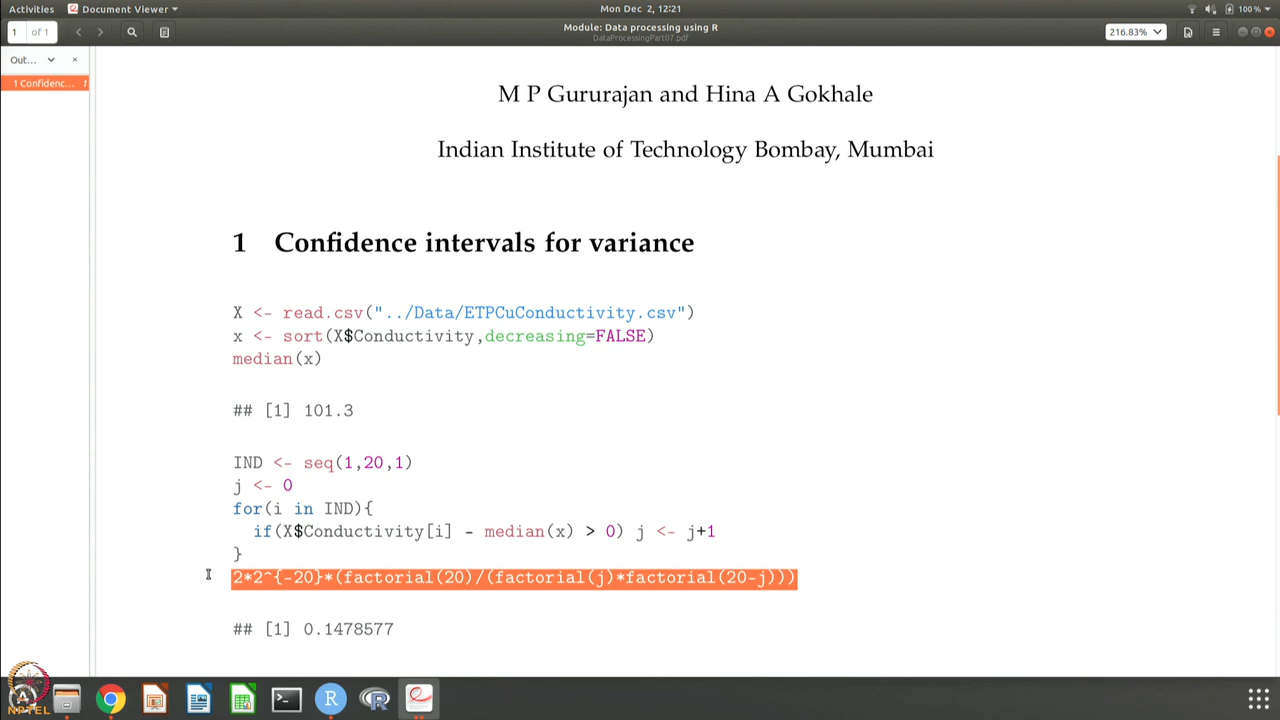 Activities
Document Viewer
Mon Dec 2, 12:21
100 %
1
of 1
Module: Data processing using R
DataProcessingPart07.pdf
216.83%
Out...
1 Confidenc... 1
M P Gururajan and Hina A Gokhale
Indian Institute of Technology Bombay, Mumbai
1 Confidence intervals for variance
X <- read.csv("../Data/ETPCuConductivity.csv")
x <- sort(X$Conductivity,decreasing=FALSE)
median(x)
## [1] 101.3
IND <- seq(1,20,1)
j <- 0
for(i in IND){
if(X$Conductivity[i] - median(x) > 0) j <- j+1
}
2*2^{-20}*(factorial(20)/(factorial(j)*factorial(20-j)))
## [1] 0.1478577
NPTEL